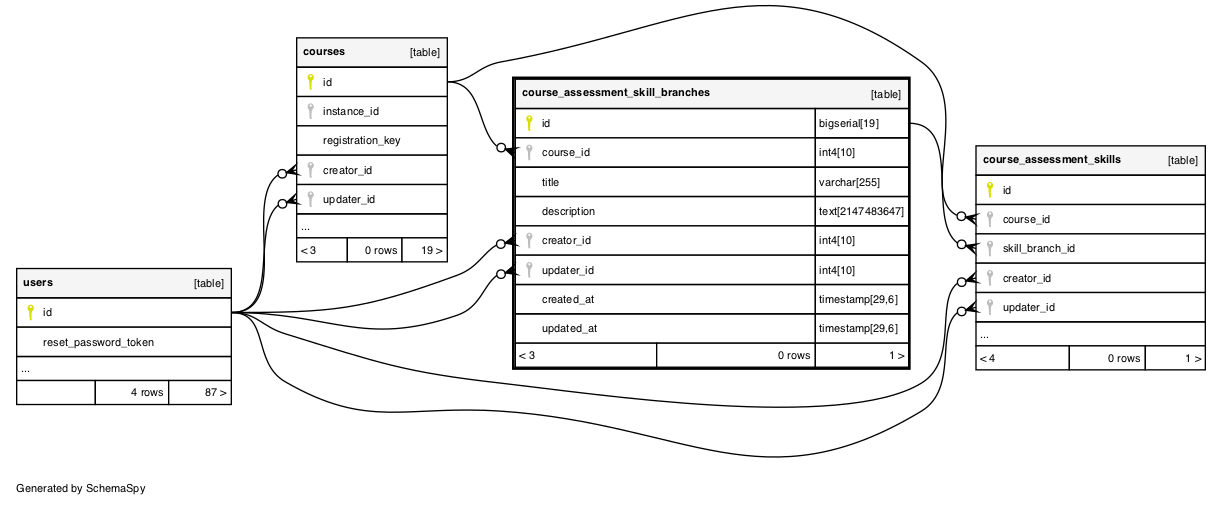 courses [table]
id
instance_id
registration_key
creator_id
updater_id
...
< 3 0 rows 19 >
course_assessment_skill_branches [table]
id bigserial[19]
course_id int4[10]
title varchar[255]
description text[2147483647]
creator_id int4[10]
updater_id int4[10]
created_at timestamp[29,6]
updated_at timestamp[29,6]
< 3 0 rows 1 >
course_assessment_skills [table]
id
course_id
skill_branch_id
creator_id
updater_id
...
< 4 0 rows 1 >
users [table]
id
reset_password_token
...
4 rows 87 >
Generated by SchemaSpy